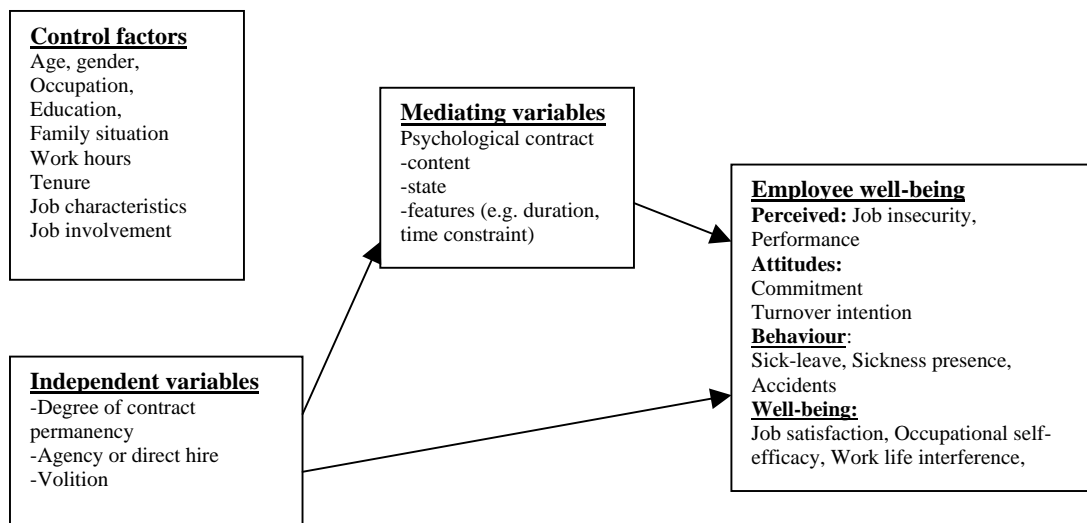 Control factors
Age, gender,
Occupation,
Education,
Family situation
Work hours
Tenure
Job characteristics
Job involvement
Mediating variables
Psychological contract
-content
-state
-features (e.g. duration,
time constraint)
Employee well-being
Perceived: Job insecurity,
Performance
Attitudes:
Commitment
Turnover intention
Behaviour:
Sick-leave, Sickness presence,
Accidents
Well-being:
Job satisfaction, Occupational self-
efficacy, Work life interference,
Independent variables
-Degree of contract
permanency
-Agency or direct hire
-Volition